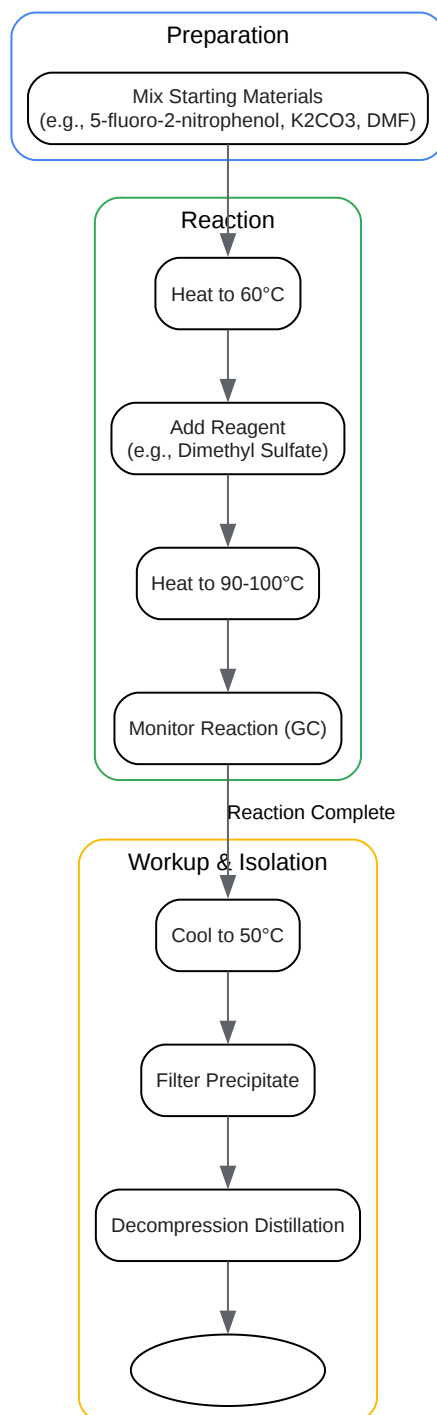 Preparation
Mix Starting Materials
(e.g., 5-fluoro-2-nitrophenol, K2CO3, DMF)
Reaction
Heat to 60°C
Add Reagent
(e.g., Dimethyl Sulfate)
Heat to 90-100°C
Monitor Reaction (GC)
Reaction Complete
Workup & Isolation
Cool to 50°C
Filter Precipitate
Decompression Distillation